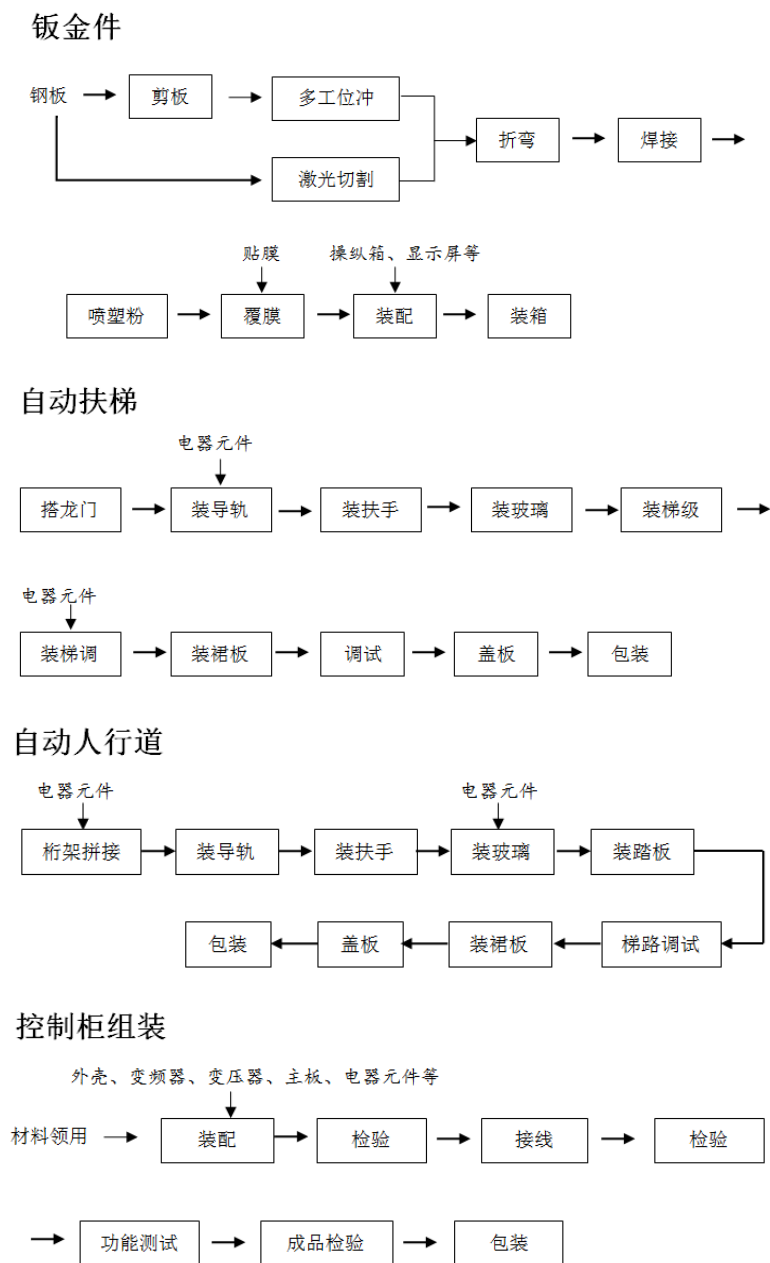 钣金件
钢板 剪板 多工位冲
折弯 焊接
激光切割
贴膜 操纵箱、显示屏等
喷塑粉 覆膜 装配 装箱
自动扶梯
电器元件
搭龙门 装导轨 装扶手 装玻璃 装梯级
电器元件
装梯调 装裙板 调试 盖板 包装
自动人行道
电器元件 电器元件
桁架拼接 装导轨 装扶手 装玻璃 装踏板
包装 盖板 装裙板 梯路调试
控制柜组装
外壳、变频器、变压器、主板、电器元件等
材料领用 装配 检验 接线 检验
功能测试 成品检验 包装